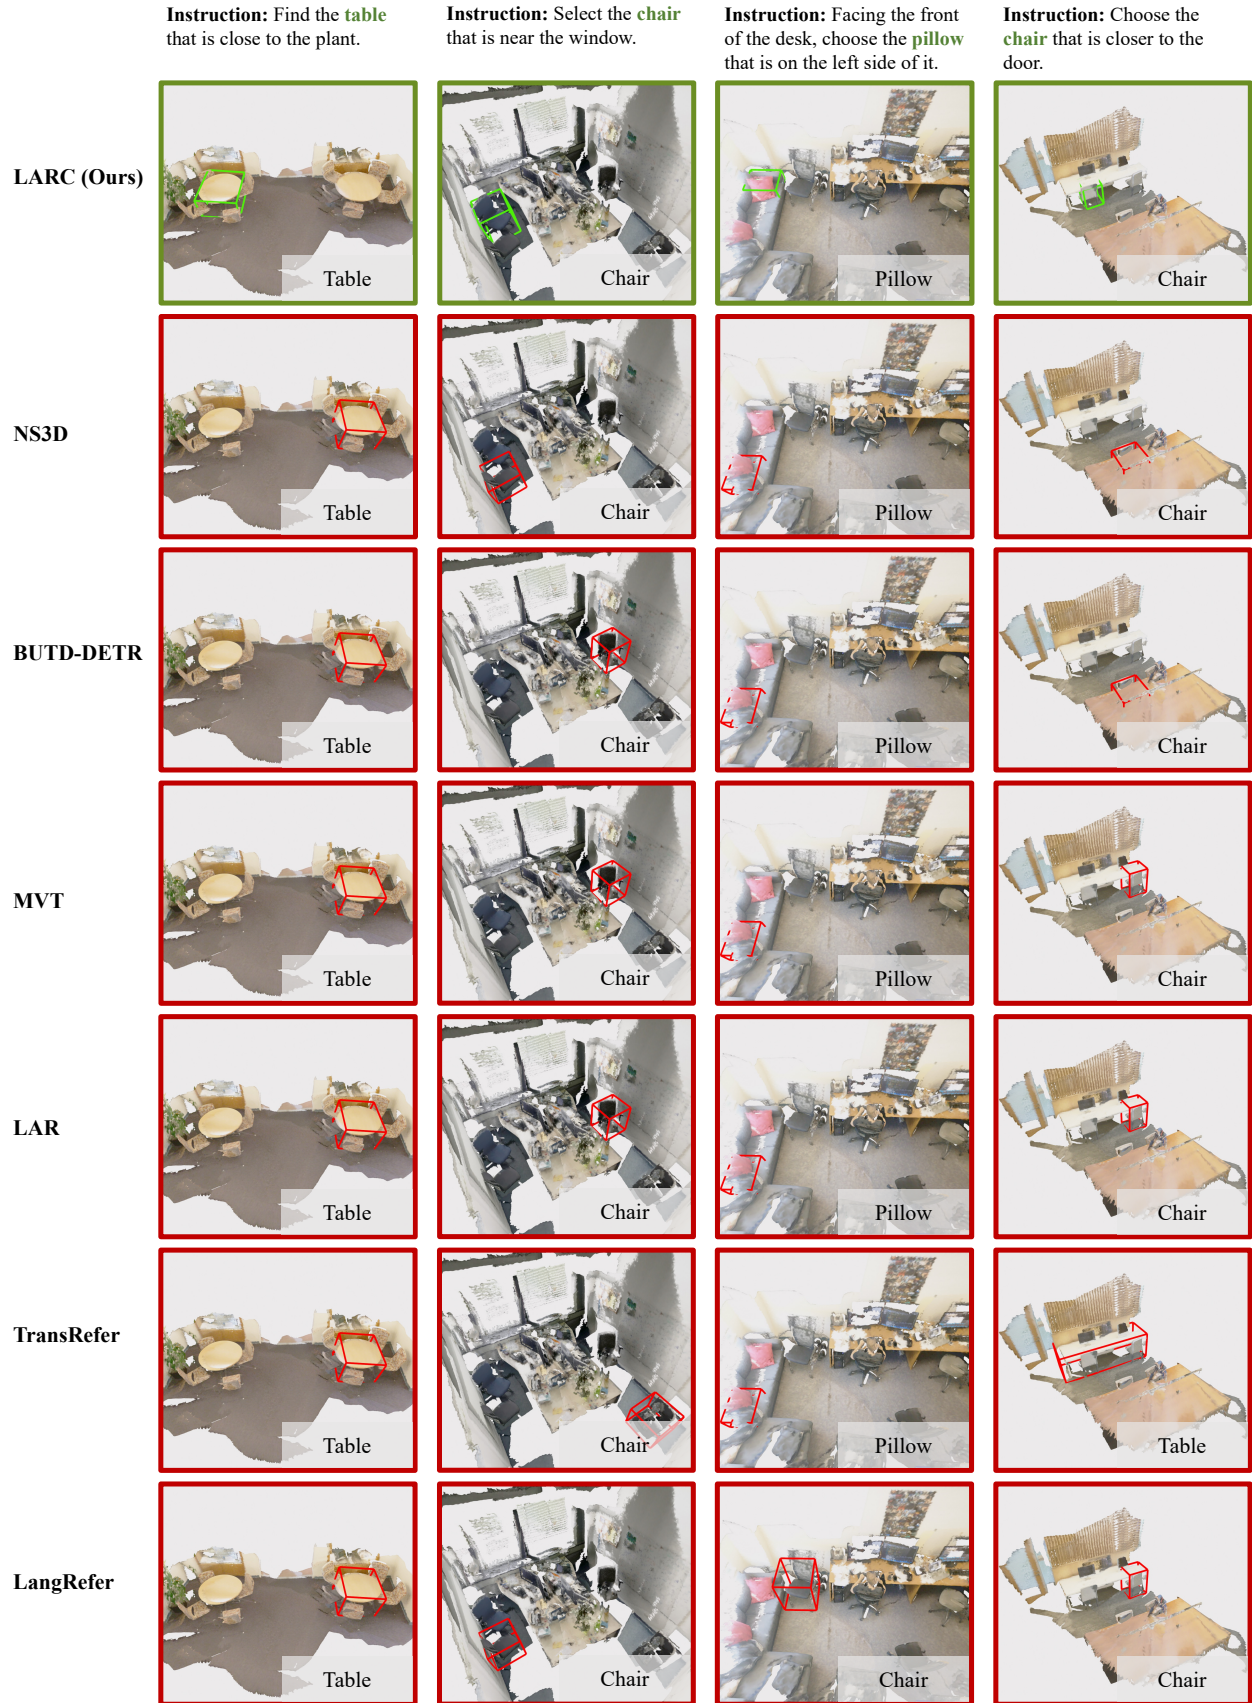 Instruction: Find the table
that is close to the plant.
Instruction: Select the chair
that is near the window.
Instruction: Facing the front
of the desk, choose the pillow
that is on the left side of it.
Instruction: Choose the
chair that is closer to the
door.
LARC (Ours)
Table
Chair
Pillow
Chair
NS3D
Table
Chair
Pillow
Chair
BUTD-DETR
Table
Chair
Pillow
Chair
MVT
Table
Chair
Pillow
Chair
LAR
Table
Chair
Pillow
Chair
TransRefer
Table
Chair
Pillow
Table
LangRefer
Table
Chair
Chair
Chair